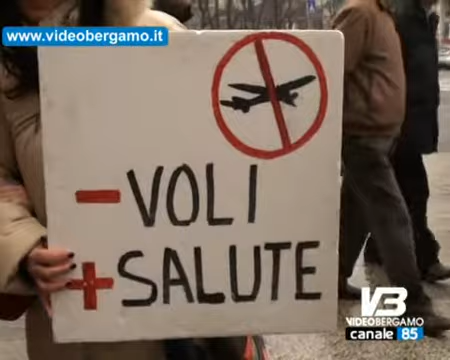 www.videobergamo.it
- VOLI
+ SALUTE
VB
VIDEOBERGAMO
canale 85